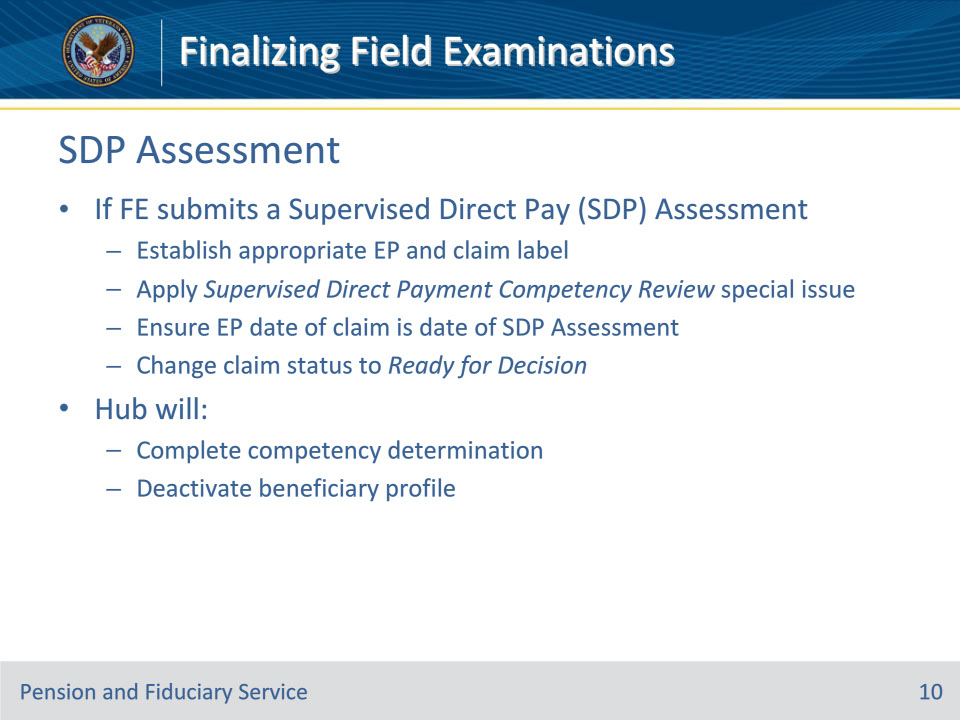 Finalizing Field Examinations
SDP Assessment
• If FE submits a Supervised Direct Pay (SDP) Assessment
– Establish appropriate EP and claim label
– Apply Supervised Direct Payment Competency Review special issue
– Ensure EP date of claim is date of SDP Assessment
– Change claim status to Ready for Decision
• Hub will:
– Complete competency determination
– Deactivate beneficiary profile
Pension and Fiduciary Service
10